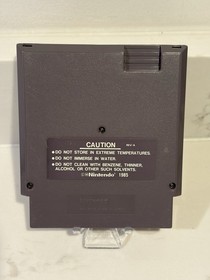 CAUTION
REV-A
•DO NOT STORE IN EXTREME TEMPERATURES.
•DO NOT IMMERSE IN WATER.
•DO NOT CLEAN WITH BENZENE, THINNER,
ALCOHOL OR OTHER SUCH SOLVENTS.
©Nintendo 1985